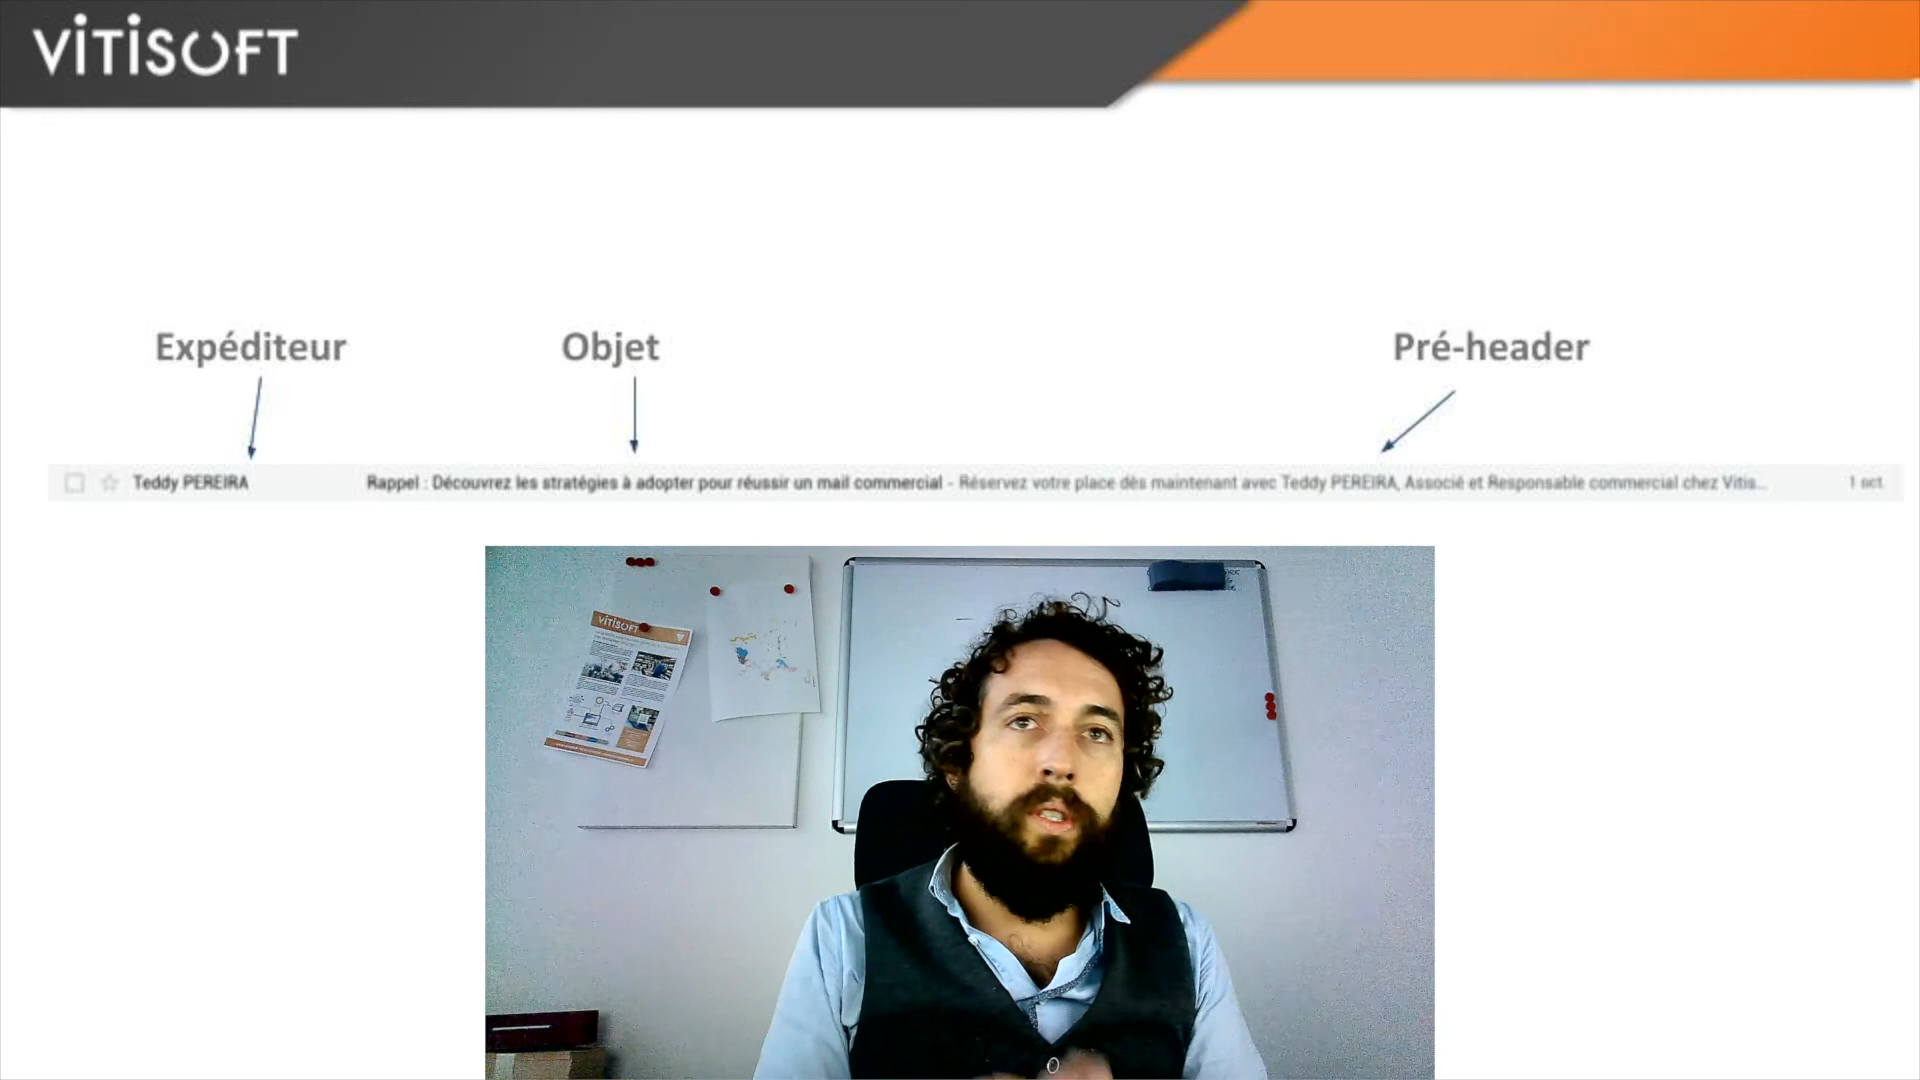 VITISOFT
Expéditeur
Objet
Pré-header
Teddy PEREIRA
Rappel : Découvrez les stratégies à adopter pour réussir un mail commercial - Réservez votre place dès maintenant avec Teddy PEREIRA, Associé et Responsable commercial chez Vitis...
1 oct.
VITISOFT